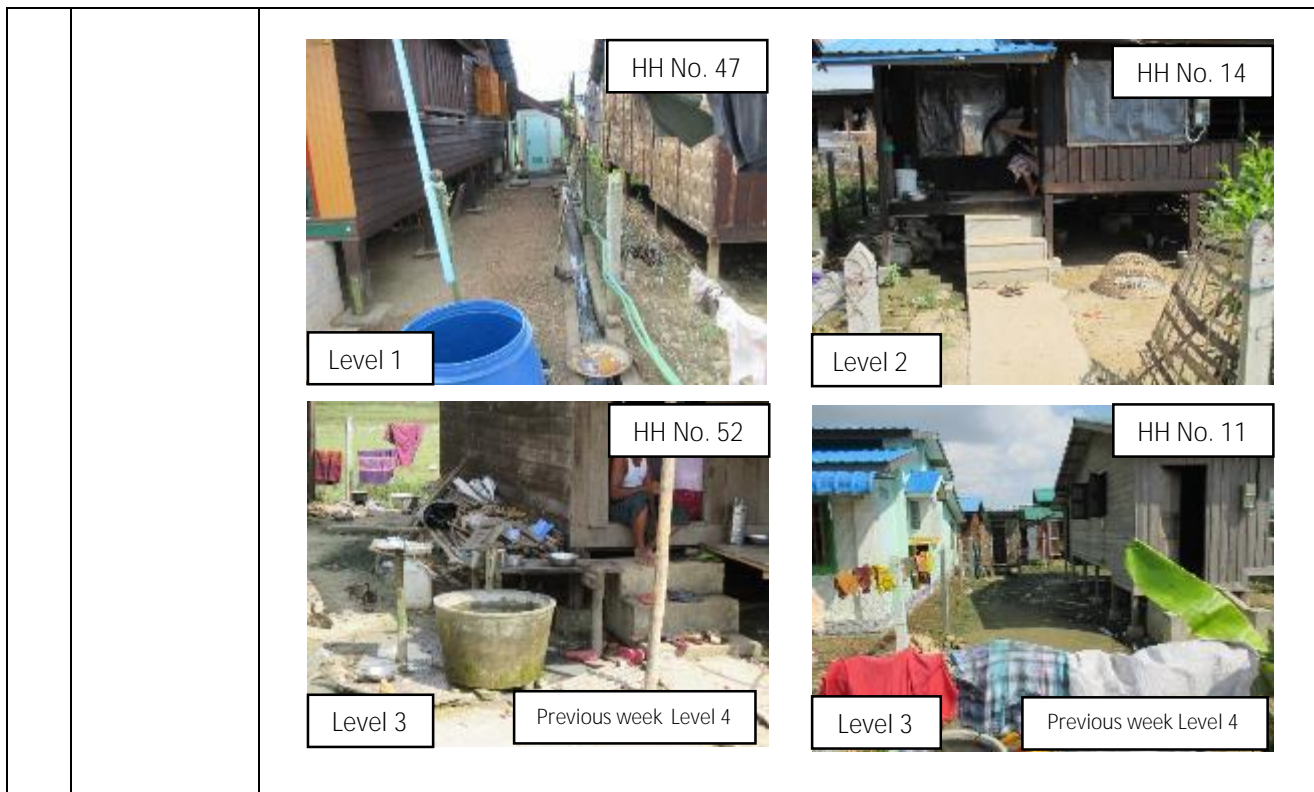 HH No. 47
Level 1
HH No. 14
Level 2
HH No. 52
Level 3
Previous week Level 4
HH No. 11
Level 3
Previous week Level 4